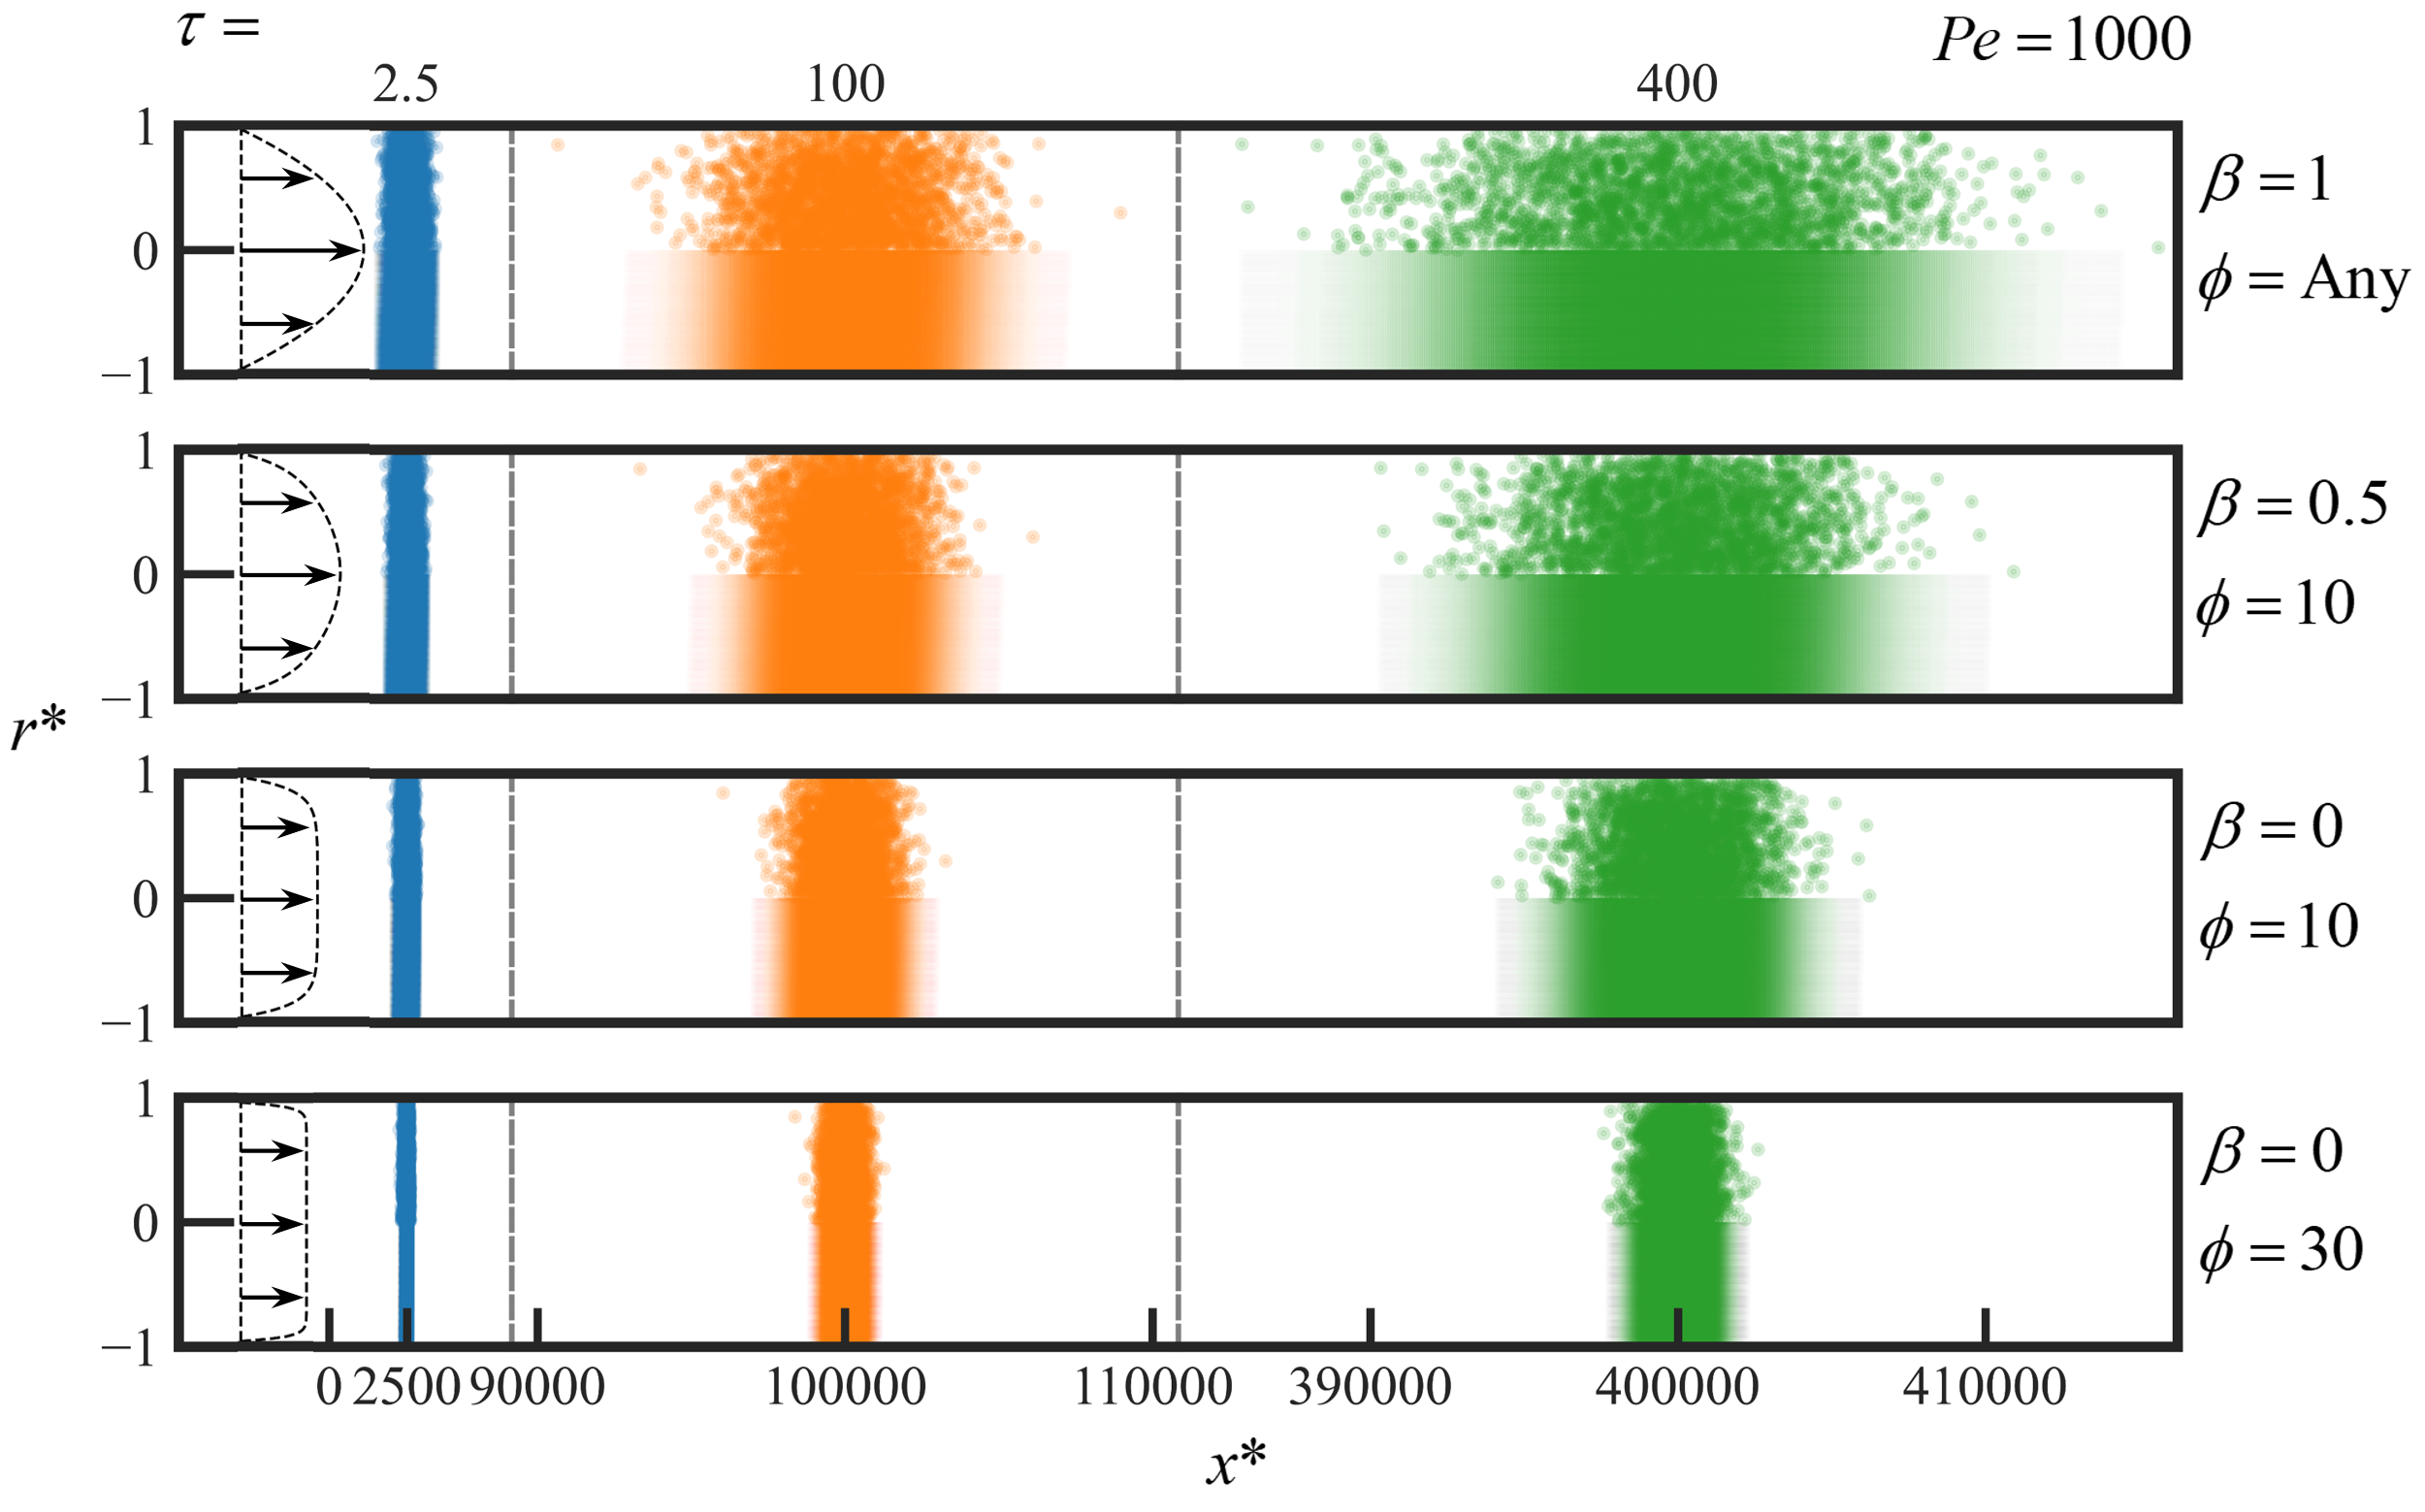 τ =
Pe = 1000
2.5 100 400
1
0
−1
β = 1
ϕ = Any
1
0
−1
β = 0.5
ϕ = 10
r*
1
0
−1
β = 0
ϕ = 10
1
0
−1
β = 0
ϕ = 30
0 2500 90000 100000 110000 390000 400000 410000
x*